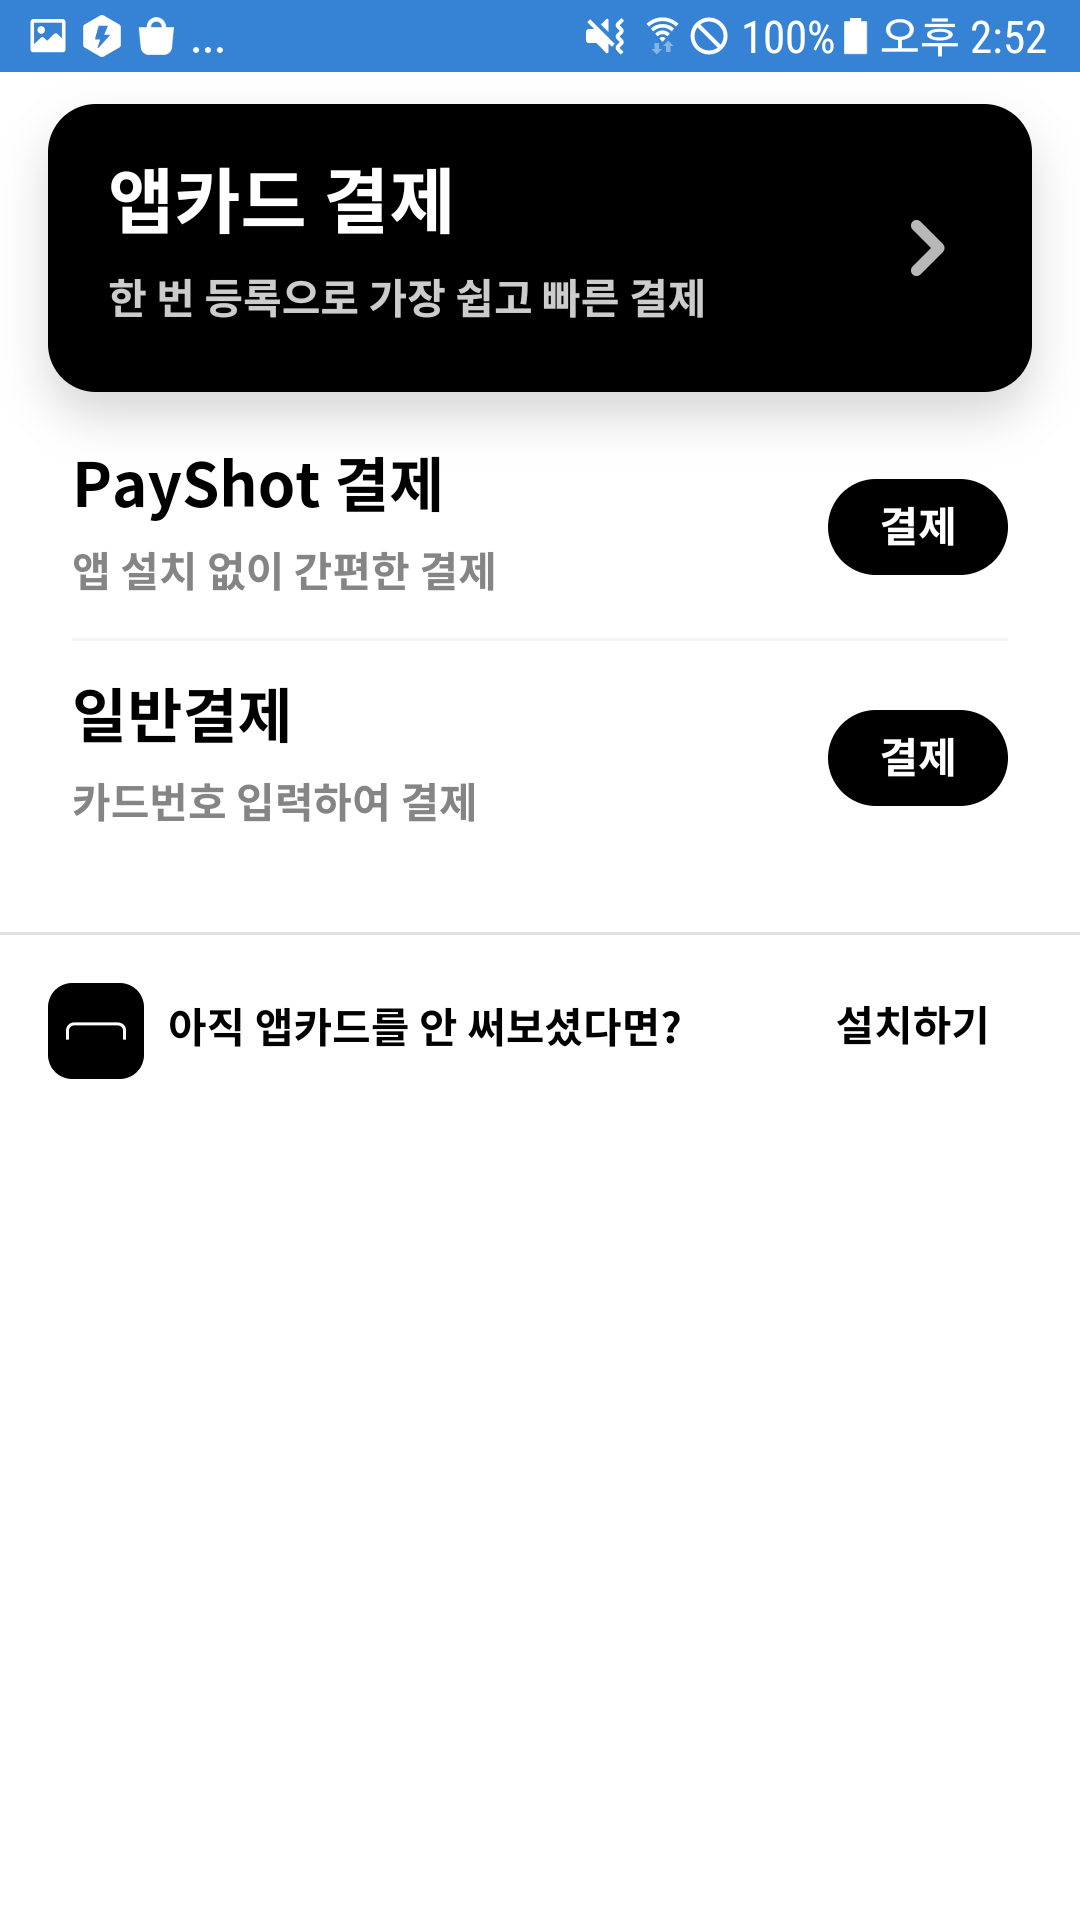 ... 100% 오후 2:52
앱카드 결제
한 번 등록으로 가장 쉽고 빠른 결제
PayShot 결제
앱 설치 없이 간편한 결제
결제
일반결제
카드번호 입력하여 결제
결제
아직 앱카드를 안 써보셨다면?
설치하기